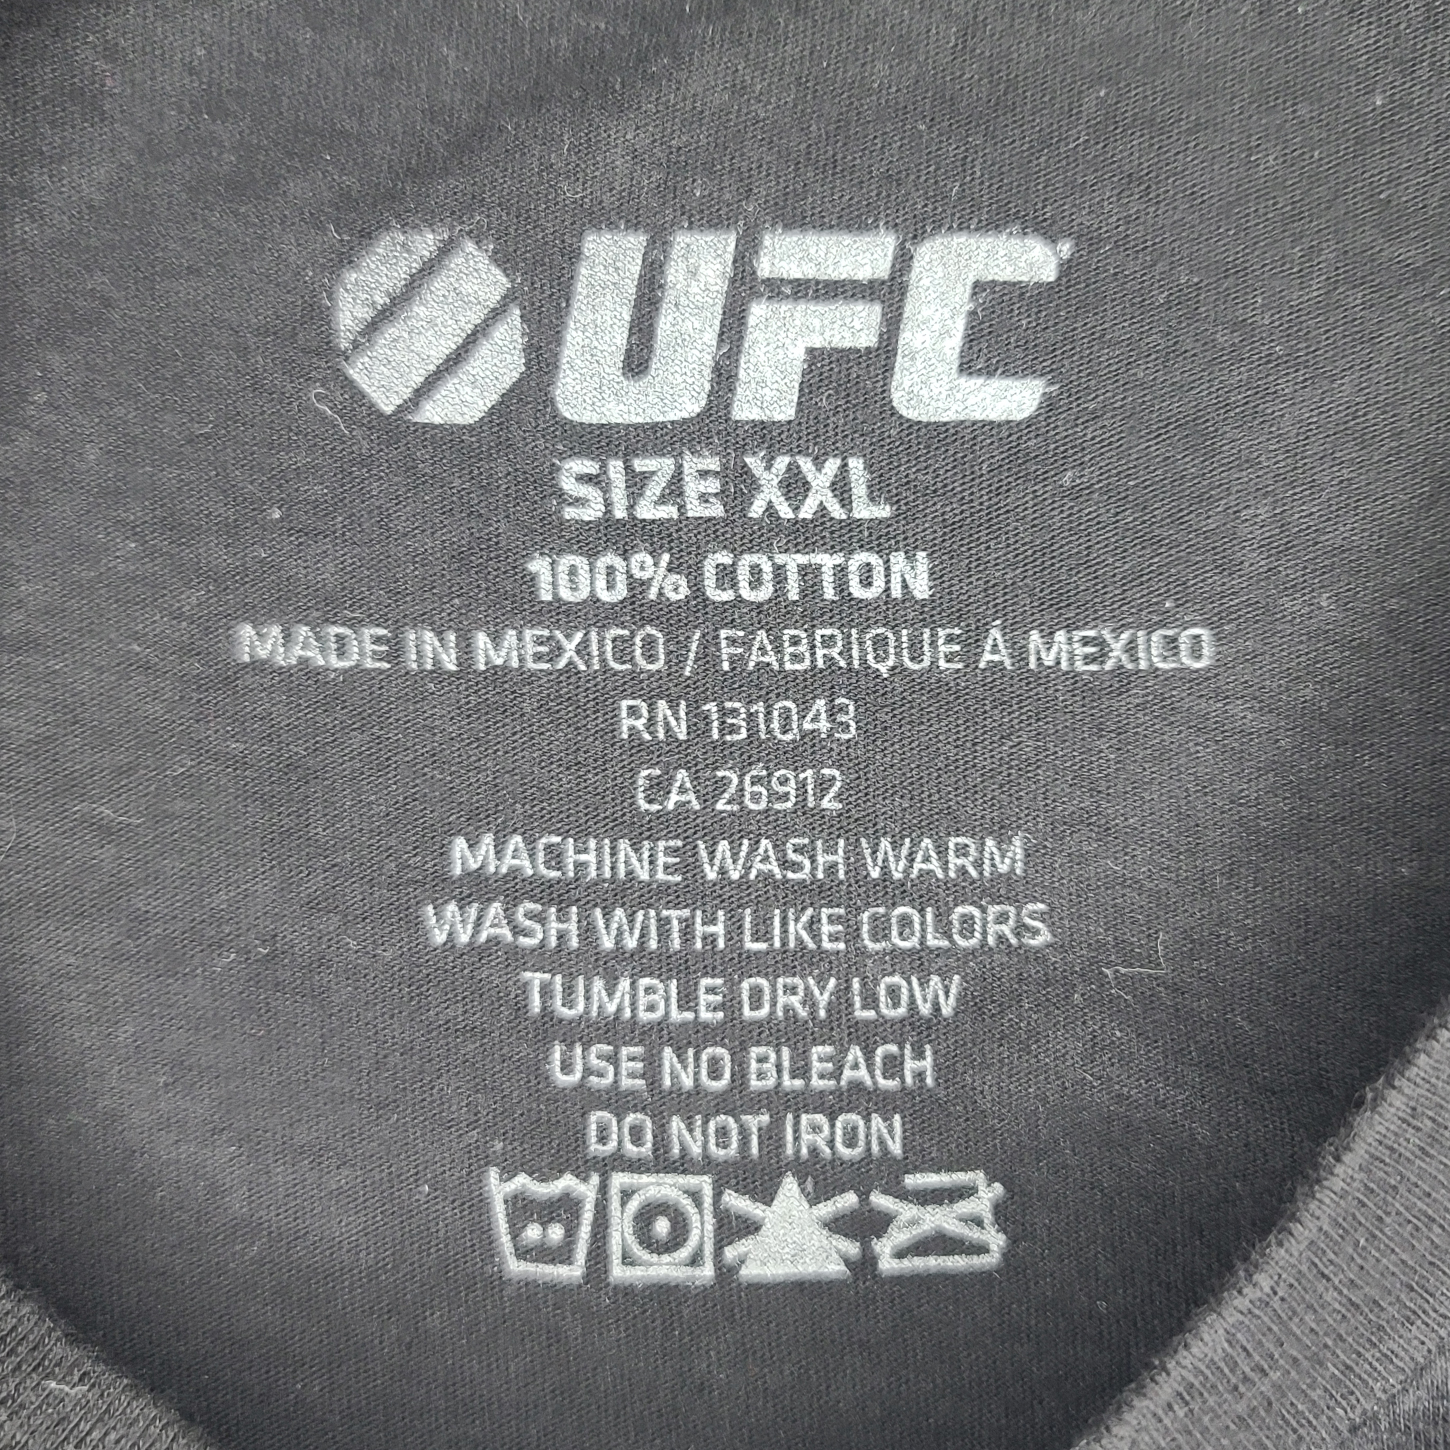 UFC
SIZE XXL
100% COTTON
MADE IN MEXICO / FABRIQUE Á MEXICO
RN 131043
CA 26912
MACHINE WASH WARM
WASH WITH LIKE COLORS
TUMBLE DRY LOW
USE NO BLEACH
DO NOT IRON